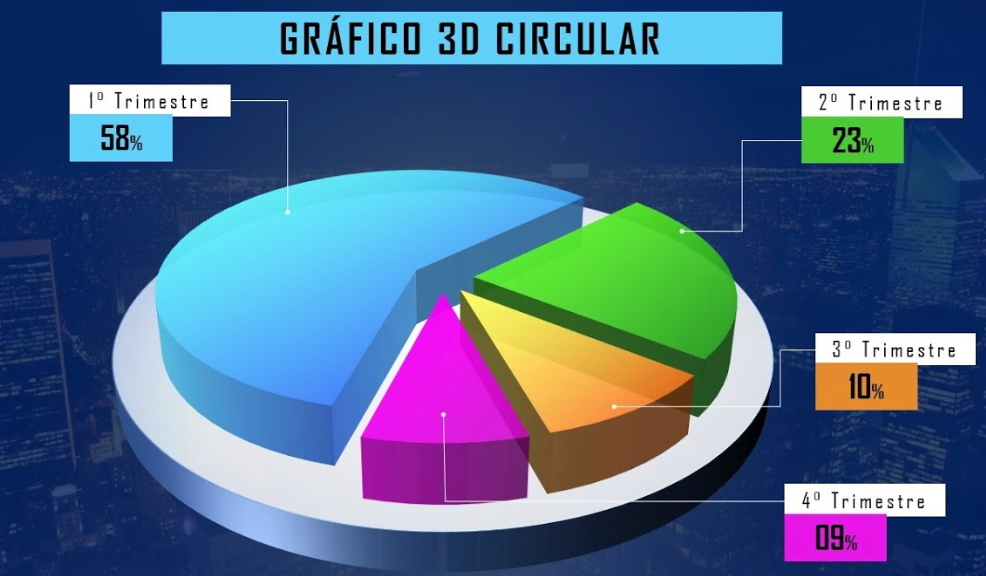 GRÁFICO 3D CIRCULAR
1º Trimestre
58%
2º Trimestre
23%
3º Trimestre
10%
4º Trimestre
09%